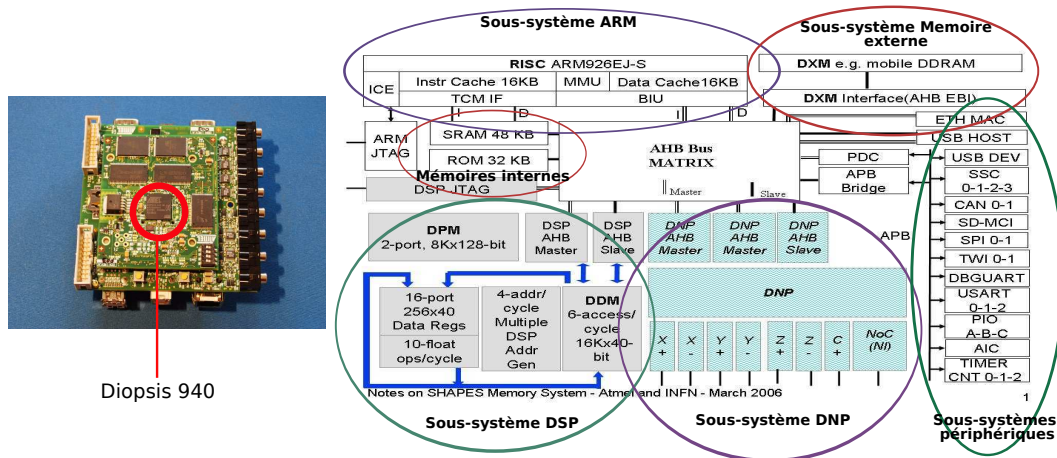 Diopsis 940
Sous-système ARM
Sous-système Memoire
externe
RISC ARM926EJ-S
ICE
Instr Cache 16KB
MMU
Data Cache16KB
TCM IF
BIU
DXM e.g. mobile DDRAM
DXM Interface(AHB EBI)
I
D
I
D
ARM
JTAG
SRAM 48 KB
ROM 32 KB
Mémoires internes
DSP JTAG
AHB Bus
MATRIX
Master
Slave
ETH MAC
USB HOST
PDC
APB
Bridge
USB DEV
SSC
0-1-2-3
CAN 0-1
SD-MCI
SPI 0-1
TWI 0-1
DBGUART
USART
0-1-2
PIO
A-B-C
AIC
TIMER
CNT 0-1-2
APB
DPM
2-port, 8Kx128-bit
DSP
AHB
Master
DSP
AHB
Slave
DNP
AHB
Master
DNP
AHB
Master
DNP
AHB
Slave
16-port
256x40
Data Regs
10-float
ops/cycle
4-addr/
cycle
Multiple
DSP
Addr
Gen
DDM
6-access/
cycle
16Kx40-
bit
DNP
X
+
X
-
Y
+
Y
-
Z
+
Z
-
C
+
NoC
(NI)
Notes on SHAPES Memory System - Atmel and INFN - March 2006
1
Sous-système DSP
Sous-système DNP
Sous-systèmes
périphériques